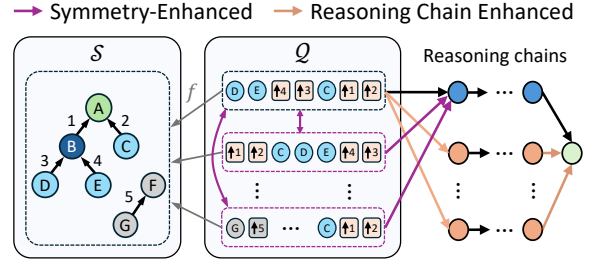 Symmetry-Enhanced Reasoning Chain Enhanced
𝒮 𝒬 Reasoning chains
f
A
1 2
B C
3 4
D E F
5
G
D E ↑4 ↑3 C ↑1 ↑2 ...
↑1 ↑2 C D E ↑4 ↑3 ...
⋮ ⋮ ⋮ ⋮
G ↑5 ... C ↑1 ↑2 ...